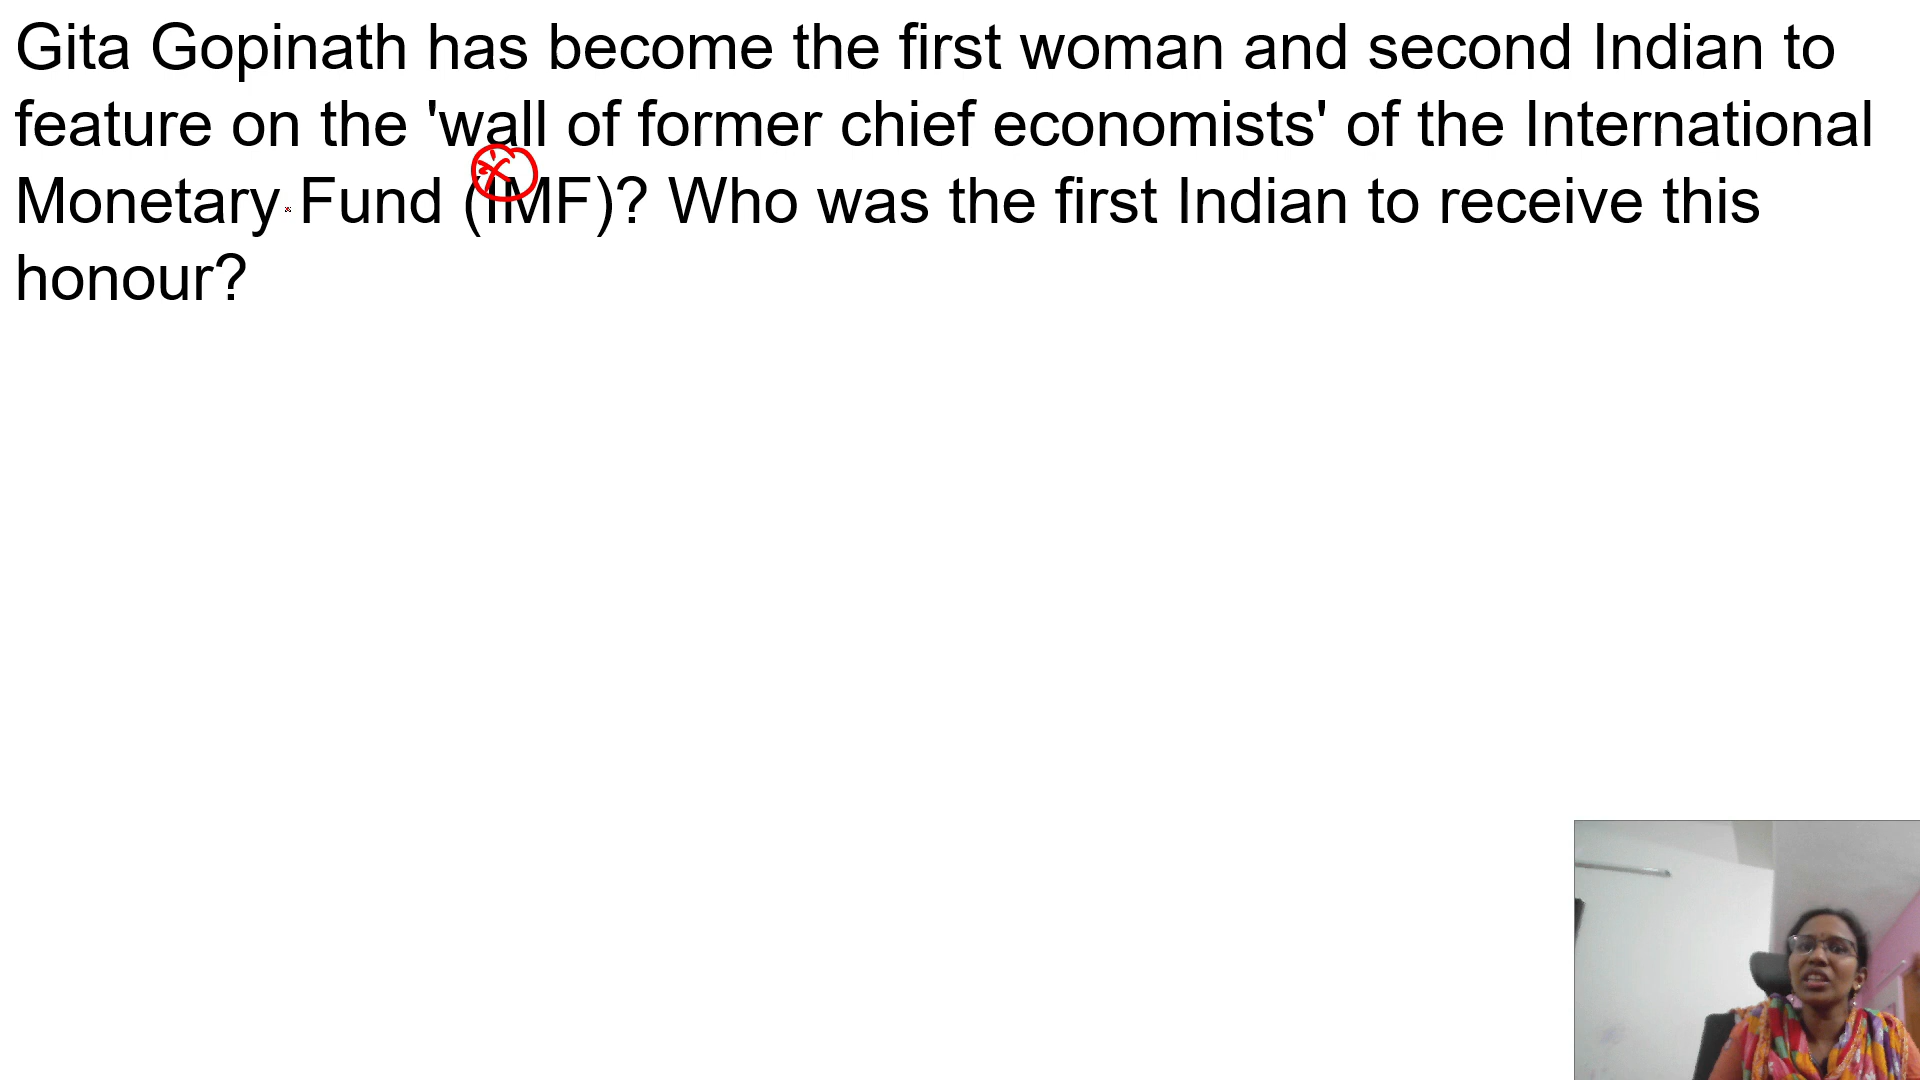 Gita Gopinath has become the first woman and second Indian to
feature on the 'wall of former chief economists' of the International
Monetary Fund (IMF)? Who was the first Indian to receive this
honour?